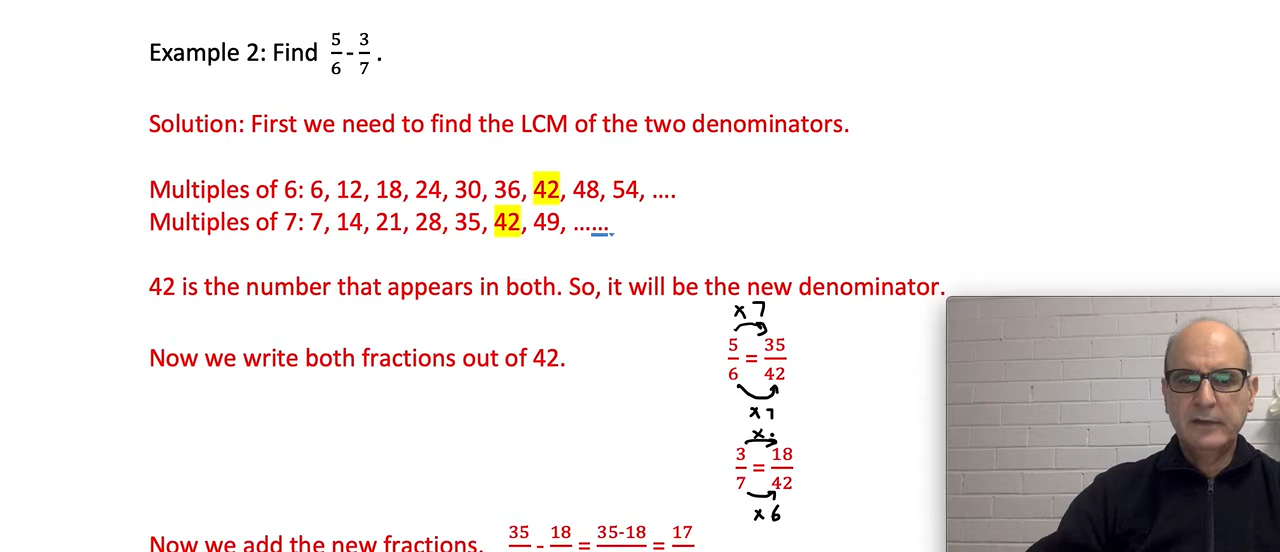 Example 2: Find 5/6 - 3/7 .
Solution: First we need to find the LCM of the two denominators.
Multiples of 6: 6, 12, 18, 24, 30, 36, 42, 48, 54, ....
Multiples of 7: 7, 14, 21, 28, 35, 42, 49, ......
42 is the number that appears in both. So, it will be the new denominator.
x 7
Now we write both fractions out of 42.
5/6 = 35/42
x 7
3/7 = 18/42
x 6
Now we add the new fractions. 35 - 18 = 35-18 = 17